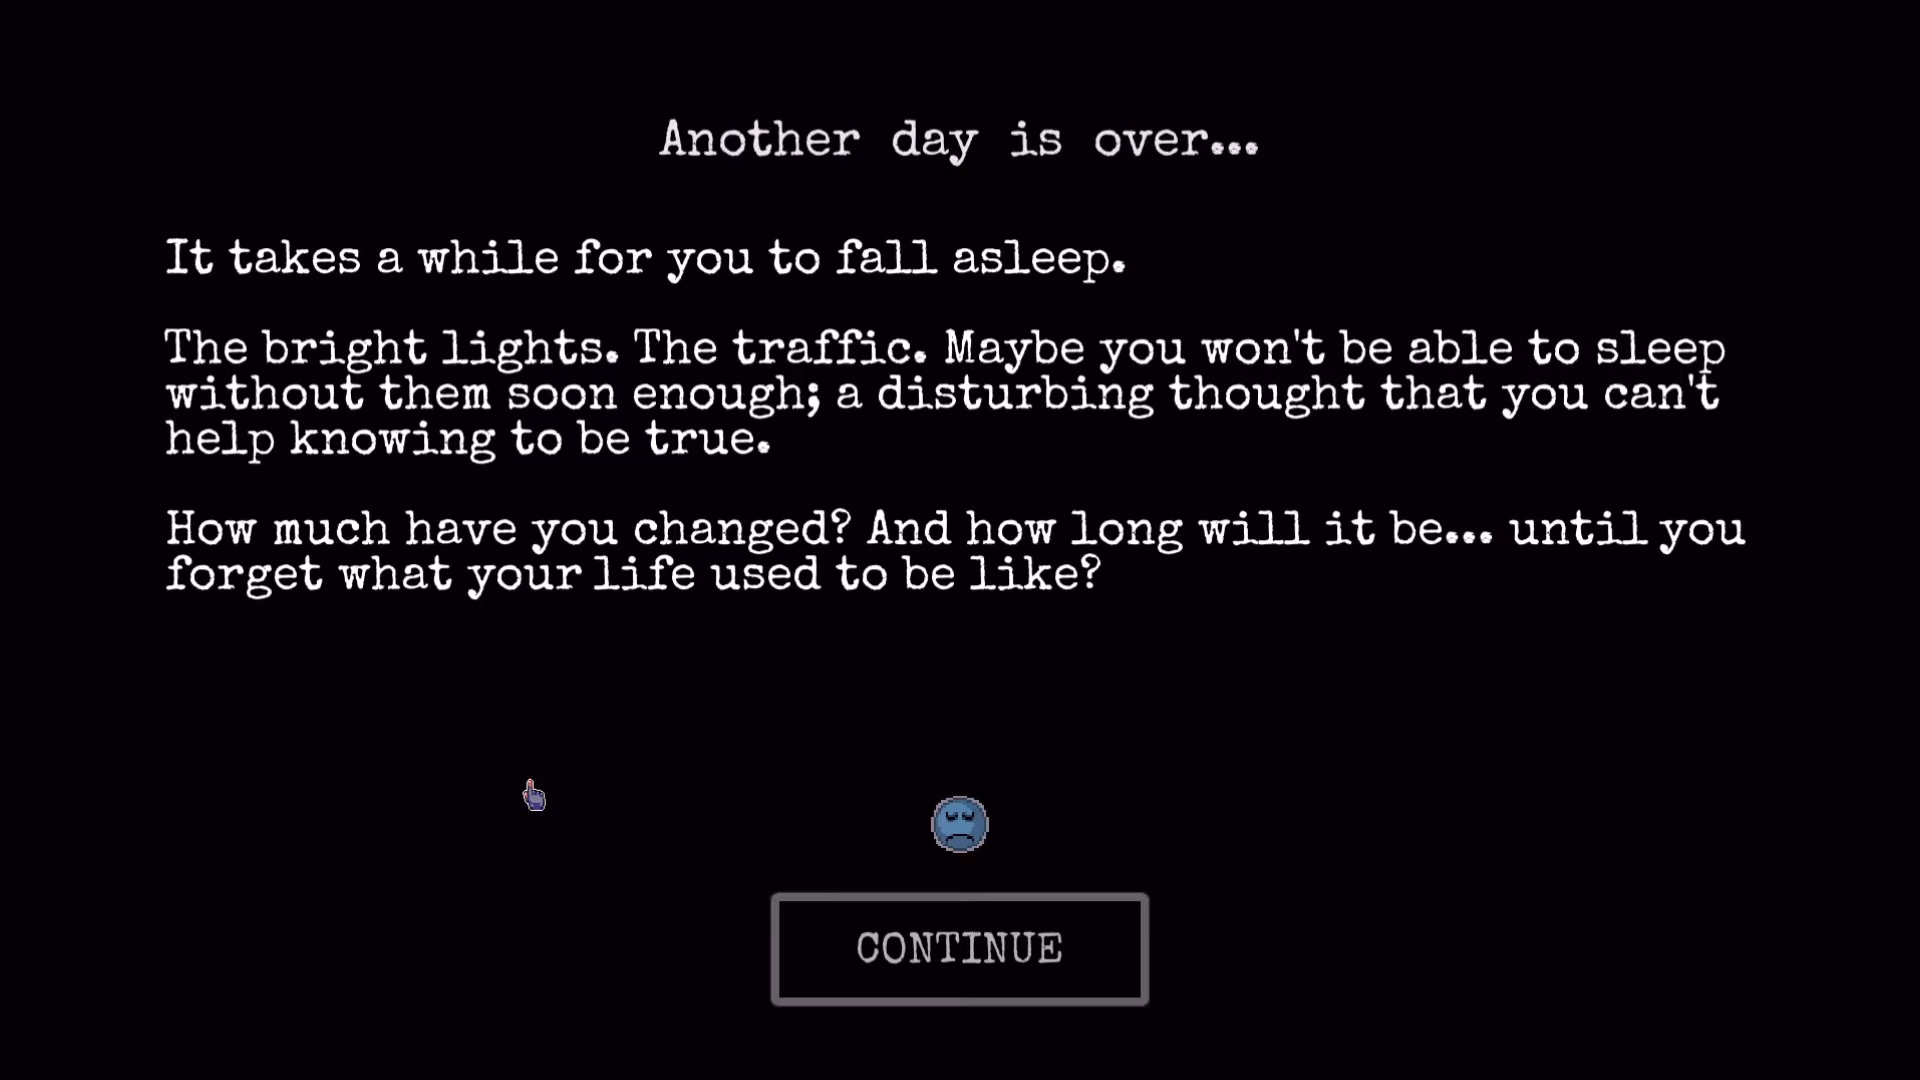 Another day is over...
It takes a while for you to fall asleep.
The bright lights. The traffic. Maybe you won't be able to sleep
without them soon enough; a disturbing thought that you can't
help knowing to be true.
How much have you changed? And how long will it be... until you
forget what your life used to be like?
CONTINUE